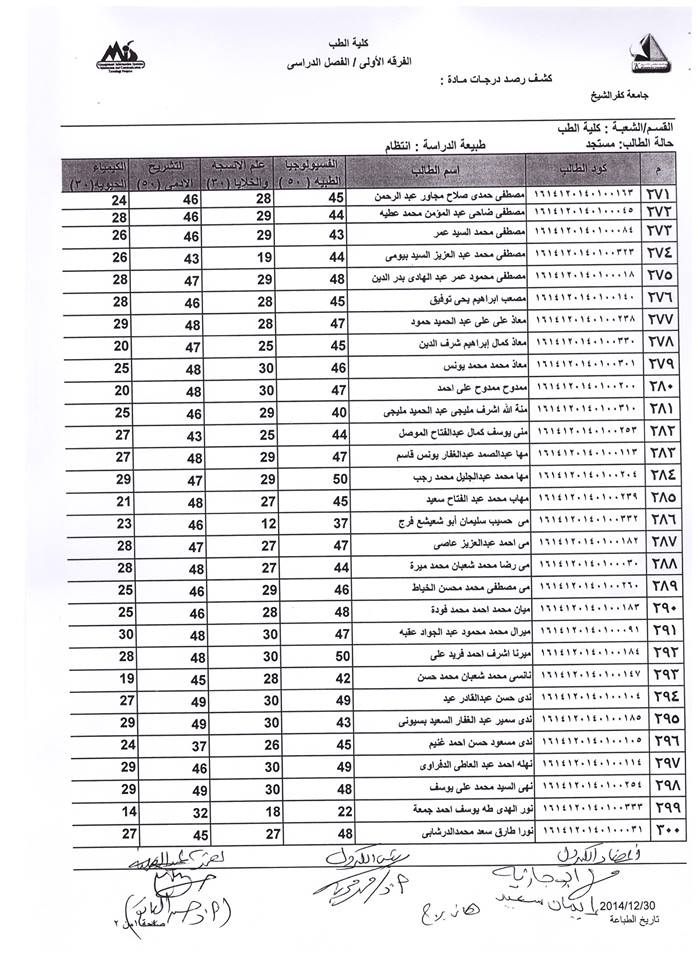 كلية الطب
الفرقه الأولى / الفصل الدراسى
كشف رصد درجات مـادة :
جامعة كفرالشيخ
القسم/الشعبـة : كلية الطب
حالة الطالب: مستجد طبيعة الدراسة : انتظام
م كود الطالب اسم الطالب الفسيولوجيا الطبيه ( ٥٠ ) علم الانسجه والخلايا (٣٠) التشريح الادمى (٥٠) الكيمياء الحيويه(٣٠)
٢٧١ ١٦١٤١٢٠١٤٠١٠٠١٦٣ مصطفى حمدى صلاح مجاور عبد الرحمن 45 28 46 24
٢٧٢ ١٦١٤١٢٠١٤٠١٠٠٠٤٥ مصطفى ضاحى عبد المؤمن محمد عطيه 44 29 46 28
٢٧٣ ١٦١٤١٢٠١٤٠١٠٠٠٨٤ مصطفى محمد السيد عمر 43 29 46 26
٢٧٤ ١٦١٤١٢٠١٤٠١٠٠٣٢٣ مصطفى محمد عبد العزيز السيد بيومى 44 19 43 26
٢٧٥ ١٦١٤١٢٠١٤٠١٠٠٠١٨ مصطفى محمود عمر عبد الهادى بدر الدين 48 29 47 28
٢٧٦ ١٦١٤١٢٠١٤٠١٠٠١٤٠ مصعب ابراهيم يحى توفيق 45 28 46 28
٢٧٧ ١٦١٤١٢٠١٤٠١٠٠٢٣٨ معاذ على على عبد الحميد حمود 47 28 48 29
٢٧٨ ١٦١٤١٢٠١٤٠١٠٠٣٣٠ معاذ كمال إبراهيم شرف الدين 45 25 47 20
٢٧٩ ١٦١٤١٢٠١٤٠١٠٠٣٠١ معاذ محمد محمد يونس 46 30 48 25
٢٨٠ ١٦١٤١٢٠١٤٠١٠٠٢٠٠ ممدوح ممدوح على احمد 47 30 48 20
٢٨١ ١٦١٤١٢٠١٤٠١٠٠٣١٠ منة الله اشرف مليجى عبد الحميد مليجى 40 29 46 25
٢٨٢ ١٦١٤١٢٠١٤٠١٠٠٢٥٣ منى يوسف كمال عبدالفتاح الموصل 44 25 43 27
٢٨٣ ١٦١٤١٢٠١٤٠١٠٠١١٣ مها عبدالصمد عبدالغفار يونس قاسم 47 29 48 27
٢٨٤ ١٦١٤١٢٠١٤٠١٠٠٢٠٤ مها محمد عبدالجليل محمد رجب 50 29 47 29
٢٨٥ ١٦١٤١٢٠١٤٠١٠٠٢٣٩ مهاب محمد عبد الفتاح سعيد 45 27 48 21
٢٨٦ ١٦١٤١٢٠١٤٠١٠٠٣٣٢ مى حسيب سليمان أبو شعيشع فرج 37 12 46 23
٢٨٧ ١٦١٤١٢٠١٤٠١٠٠١٨٢ مى احمد عبدالعزيز عاصى 47 27 47 28
٢٨٨ ١٦١٤١٢٠١٤٠١٠٠٠٣٠ مى رضا محمد شعبان محمد ميرة 44 27 48 28
٢٨٩ ١٦١٤١٢٠١٤٠١٠٠٢٦٠ مى مصطفى محمد محسن الخياط 46 29 46 25
٢٩٠ ١٦١٤١٢٠١٤٠١٠٠١٨٣ ميان محمد احمد محمد فودة 48 28 46 25
٢٩١ ١٦١٤١٢٠١٤٠١٠٠٠٩١ ميرال محمد محمود عبد الجواد عقبه 47 30 48 30
٢٩٢ ١٦١٤١٢٠١٤٠١٠٠١٨٤ ميرنا اشرف احمد فريد على 50 30 48 28
٢٩٣ ١٦١٤١٢٠١٤٠١٠٠١٤٧ نانسى محمد شعبان محمد حسن 42 28 45 19
٢٩٤ ١٦١٤١٢٠١٤٠١٠٠١٠٤ ندى حسن عبدالقادر عيد 49 30 49 27
٢٩٥ ١٦١٤١٢٠١٤٠١٠٠١٨٥ ندى سمير عبد الغفار السعيد بسيونى 43 30 49 29
٢٩٦ ١٦١٤١٢٠١٤٠١٠٠١٠٥ ندى مسعود حسن احمد غنيم 45 26 37 24
٢٩٧ ١٦١٤١٢٠١٤٠١٠٠١١٤ نهله احمد عبد العاطى الدفراوى 49 30 46 29
٢٩٨ ١٦١٤١٢٠١٤٠١٠٠٢٥٤ نهى السيد محمد على يوسف 48 30 49 29
٢٩٩ ١٦١٤١٢٠١٤٠١٠٠٣٣٣ نور الهدى طه يوسف احمد جمعة 22 18 32 14
٣٠٠ ١٦١٤١٢٠١٤٠١٠٠٠٣١ نورا طارق سعد محمدالدرشابى 48 27 45 27
2014/12/30
تاريخ الطباعة